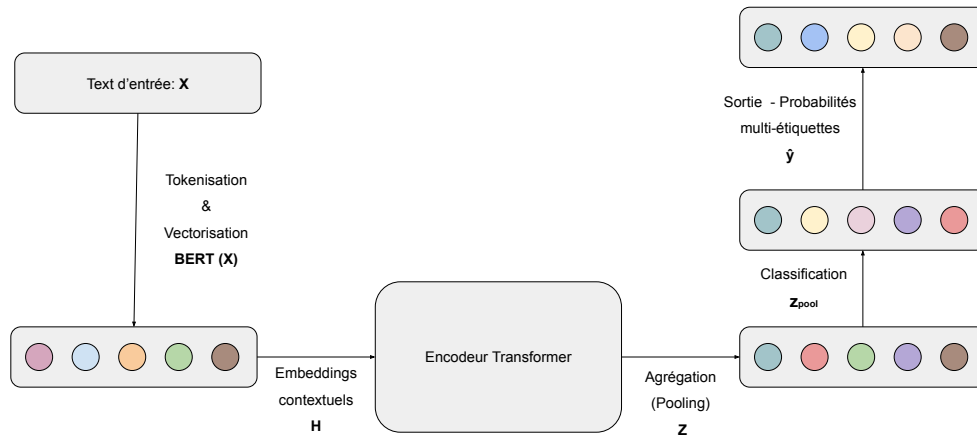 Text d'entrée: X
Tokenisation
&
Vectorisation
BERT (X)
Embeddings
contextuels
H
Encodeur Transformer
Agrégation
(Pooling)
Z
Classification
zpool
Sortie - Probabilités
multi-étiquettes
ŷ